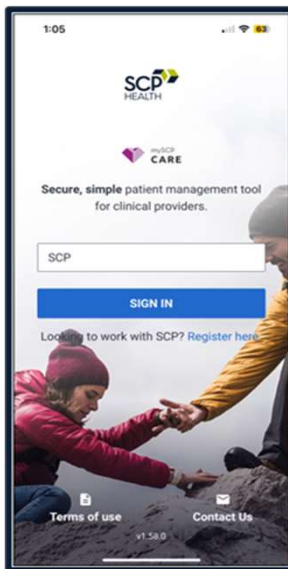 1:05
63
SCP
HEALTH
mySCP
CARE
Secure, simple patient management tool
for clinical providers.
SCP
SIGN IN
Looking to work with SCP? Register here
Terms of use
Contact Us
v1.58.0